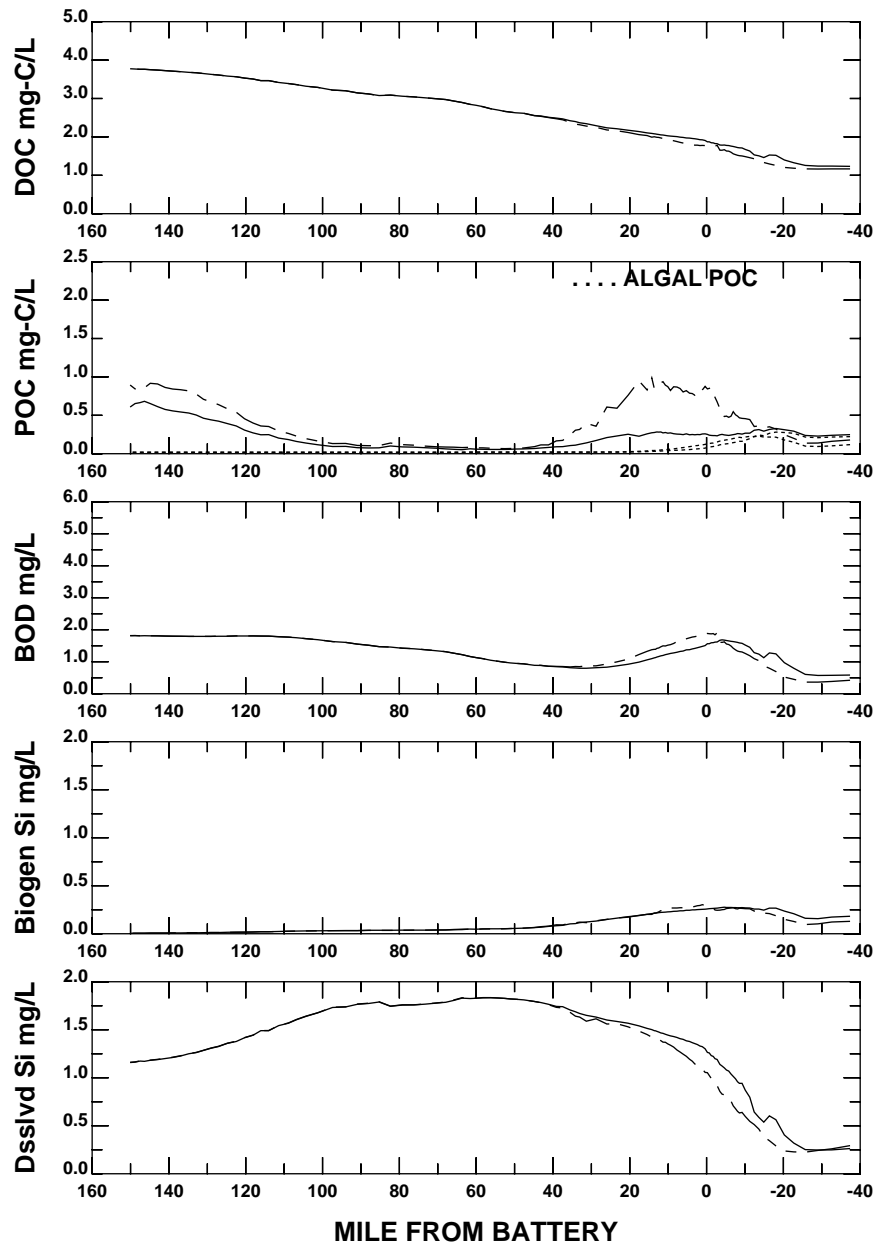 DOC mg-C/L
5.0
4.0
3.0
2.0
1.0
0.0
160 140 120 100 80 60 40 20 0 -20 -40
POC mg-C/L
2.5
2.0
1.5
1.0
0.5
0.0
. . . . ALGAL POC
160 140 120 100 80 60 40 20 0 -20 -40
BOD mg/L
6.0
5.0
4.0
3.0
2.0
1.0
0.0
160 140 120 100 80 60 40 20 0 -20 -40
Biogen Si mg/L
2.0
1.5
1.0
0.5
0.0
160 140 120 100 80 60 40 20 0 -20 -40
Dsslvd Si mg/L
2.0
1.5
1.0
0.5
0.0
160 140 120 100 80 60 40 20 0 -20 -40
MILE FROM BATTERY